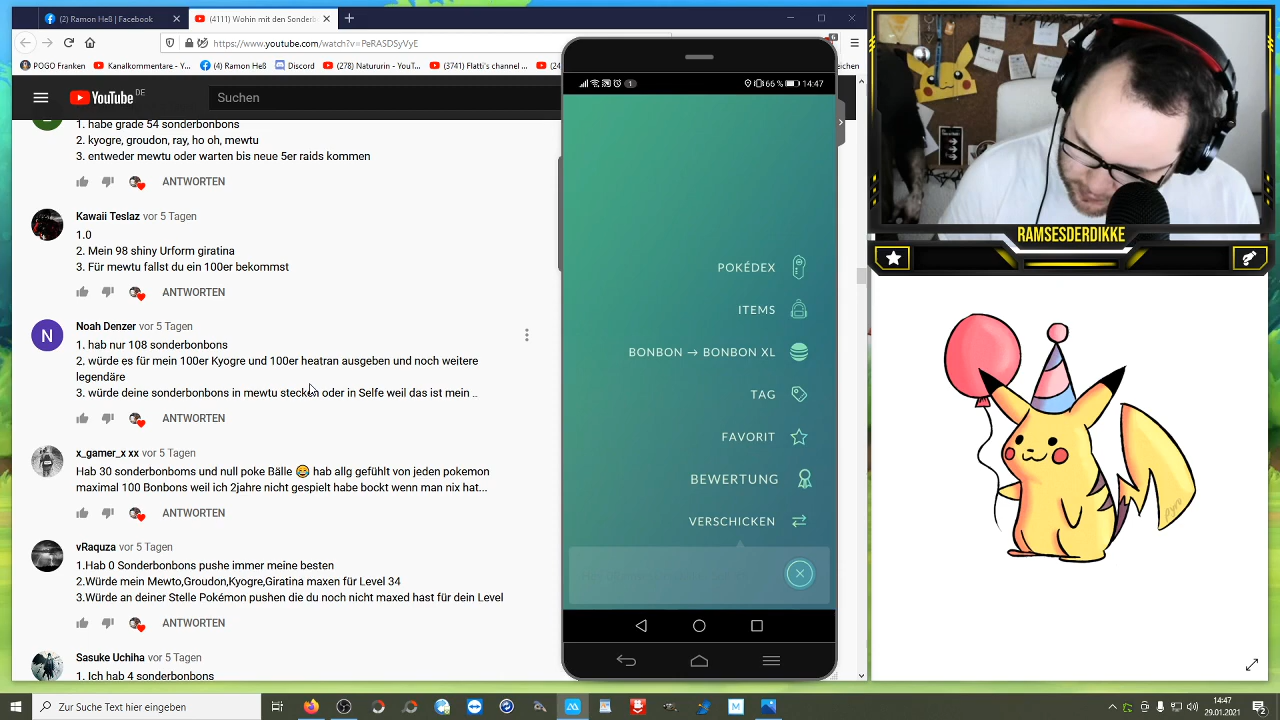 (2) Ramon Heß | Facebook
(4111) Wohin mit den Sonderb
https://www.youtube.com/watch?v=PeRASDSyVyE
POGO Franken
Kanalkommentare - Y...
(4) Ramon Heß
Discord
(278) Natururin - YouT...
(3741) Flatti's channel ...
YouTube DE
Suchen
1. habe grade 54 sonderbonbons
2. kyogre, groudon, ray, ho oh, mewtu
3. entweder mewtu oder warten bis neue 5er raids kommen
ANTWORTEN
Kawaii Teslaz vor 5 Tagen
1.0
2. Mein 98 shiny Urform giratina
3. Für mewtu fallst du ein 100er bekommst
ANTWORTEN
N
Noah Denzer vor 5 Tagen
1. hab nur 108 sonderbonbons
2. würde es für mein 100er Kyogre und 100er heatran ausgeben und noch weitere
legendäre
3. würde deine sonderbonbons in mewtu stecken oder in Selfe weil das ist mein ..
ANTWORTEN
x_gamer_x xx vor 5 Tagen
Hab 30 sonderbonboms und null poke Bälle 😄 hab allg gefühlt von jeden pokemon
maximal 100 Bonbons weil ich 2jahre nicht gespielt habe bockt wenn man nix hat...
ANTWORTEN
vRaquza vor 5 Tagen
1.Hab 0 Sonderbonbons pushe immer meine besten
2.Würde mein Mewto,Groudon,Kyogre,Giratina maxen für Level 34
3.Würde an deiner Stelle Pokémon pushen die du noch nicht maxed hast für dein Level
ANTWORTEN
Sasuke Uchiha vor 5 Tagen
1. Ich hab 4 sonderbonbons
66 % 14:47
POKÉDEX
ITEMS
BONBON → BONBON XL
TAG
FAVORIT
BEWERTUNG
VERSCHICKEN
RAMSESDERDIKKE
pyro
Zur Suche Text hier eingeben
14:47
29.01.2021